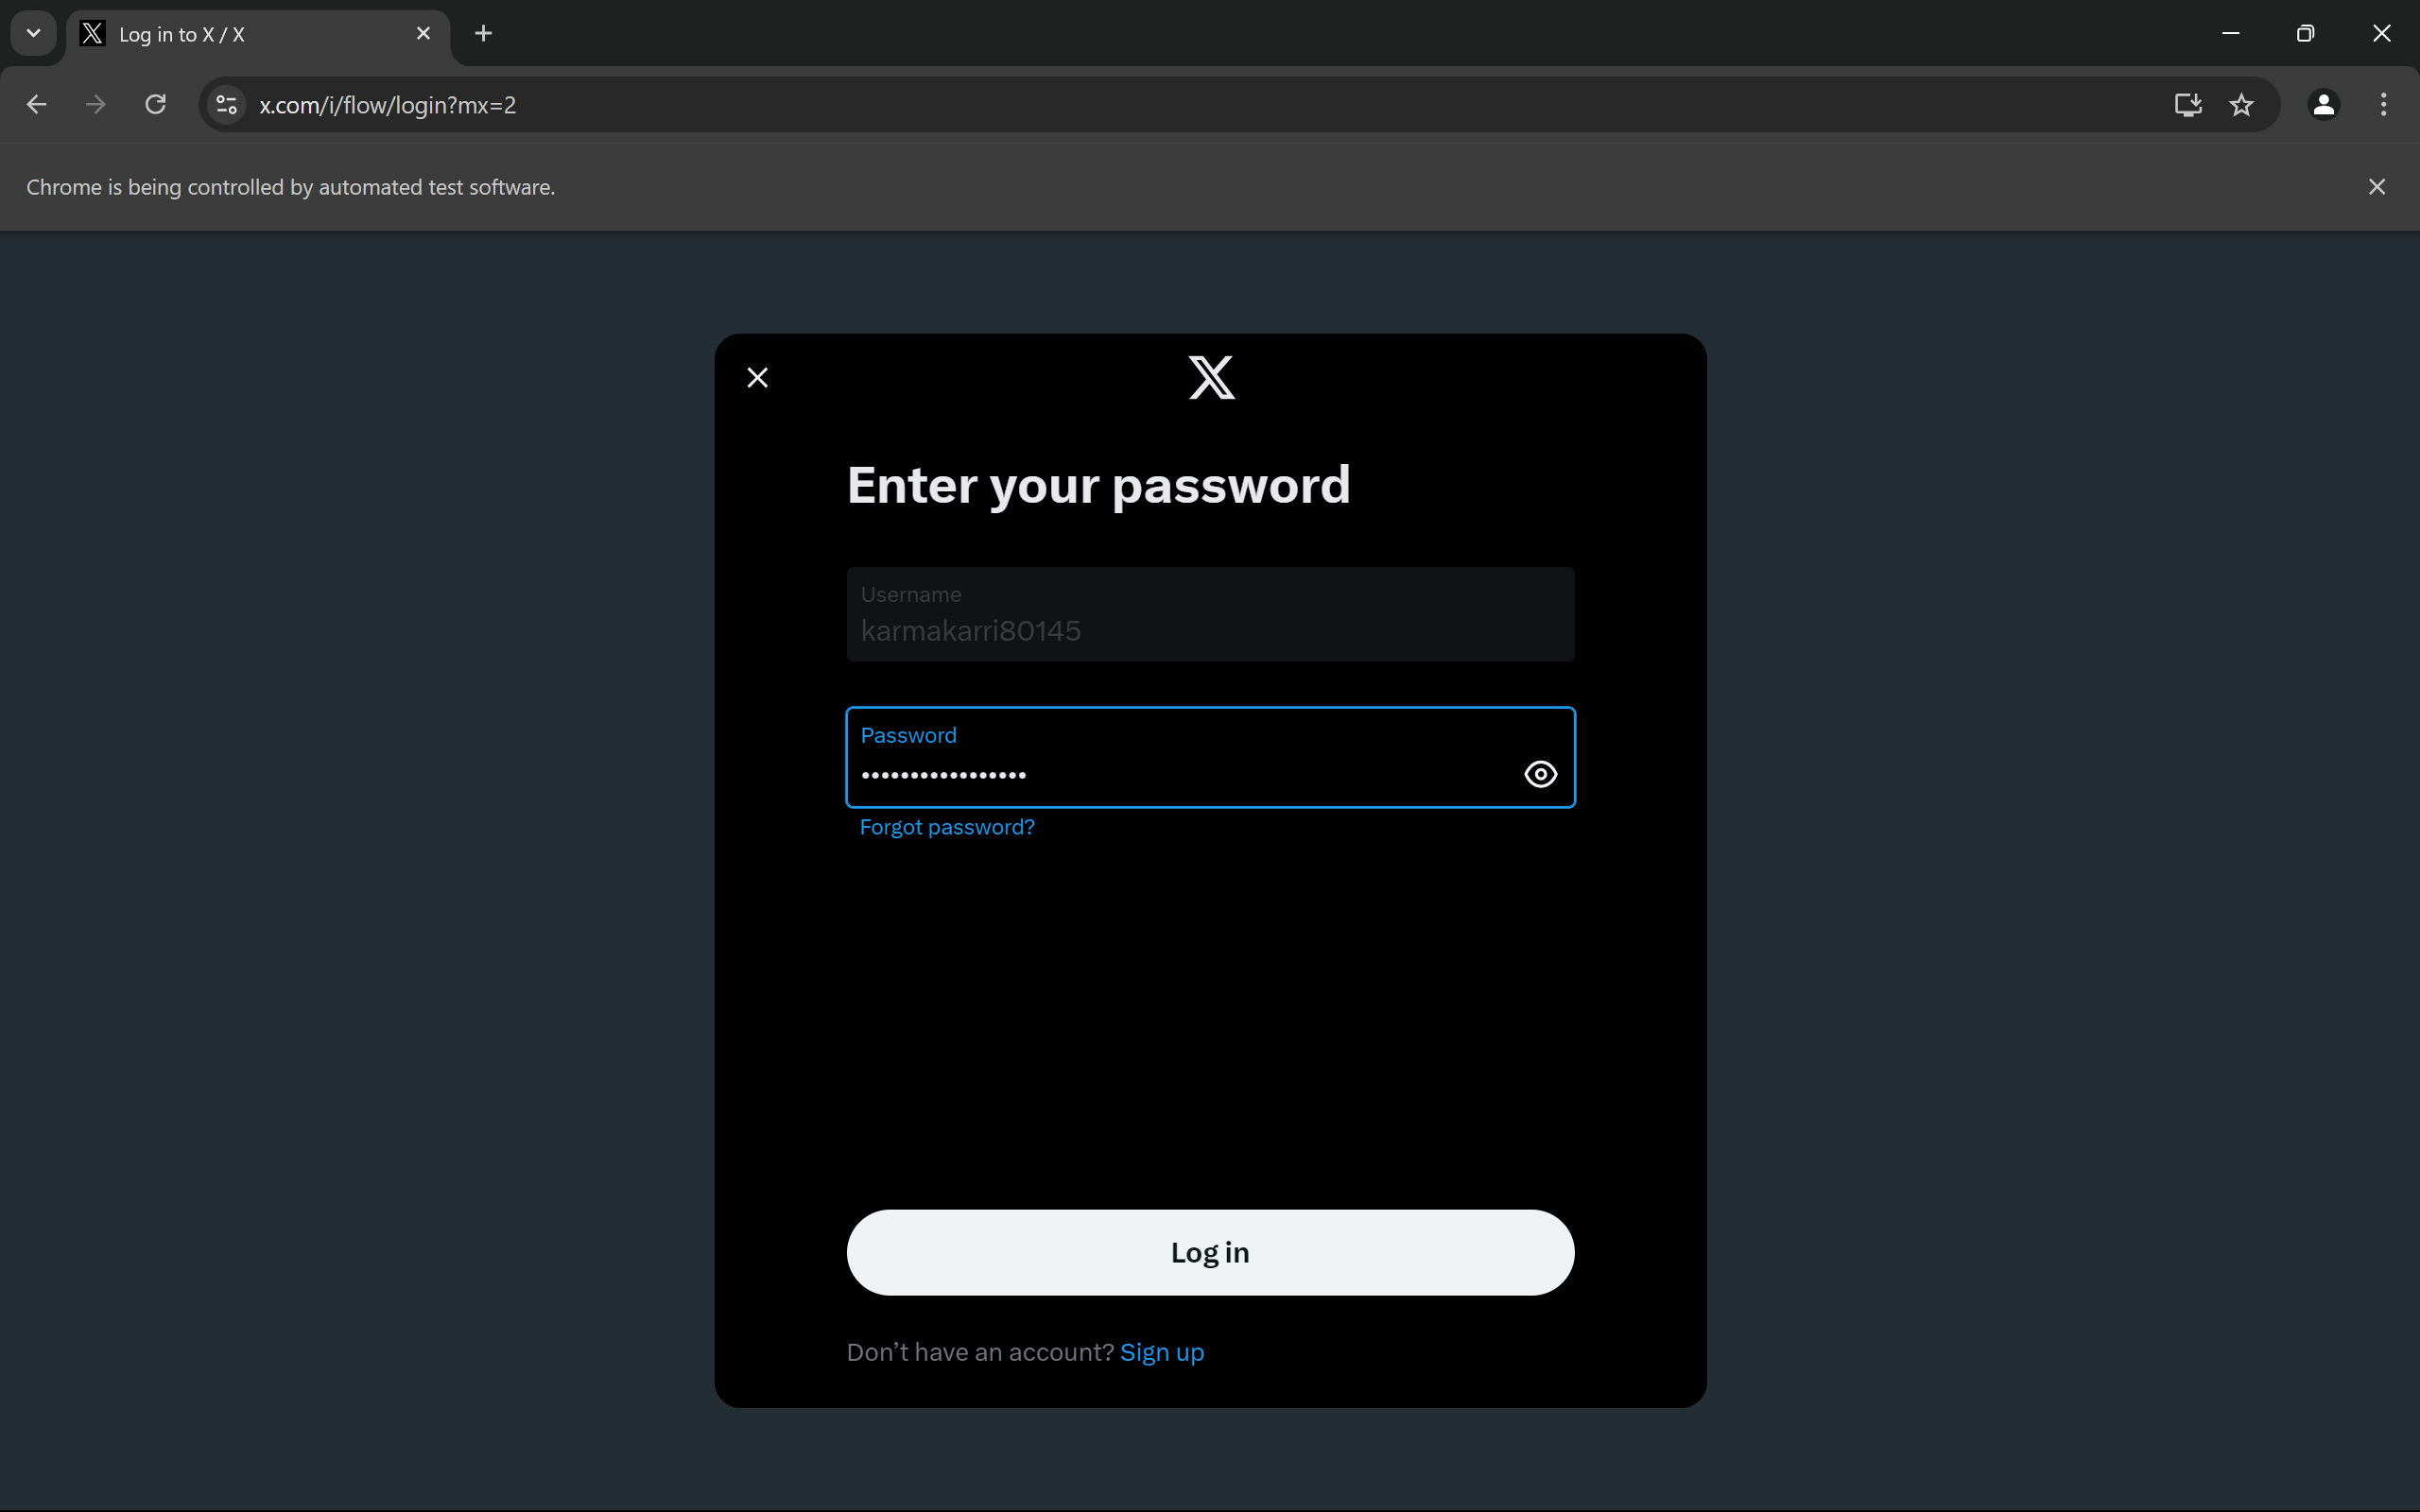 Log in to X / X
x.com/i/flow/login?mx=2
Chrome is being controlled by automated test software.
Enter your password
Username
karmakarri80145
Password
•••••••••••••••••
Forgot password?
Log in
Don’t have an account? Sign up